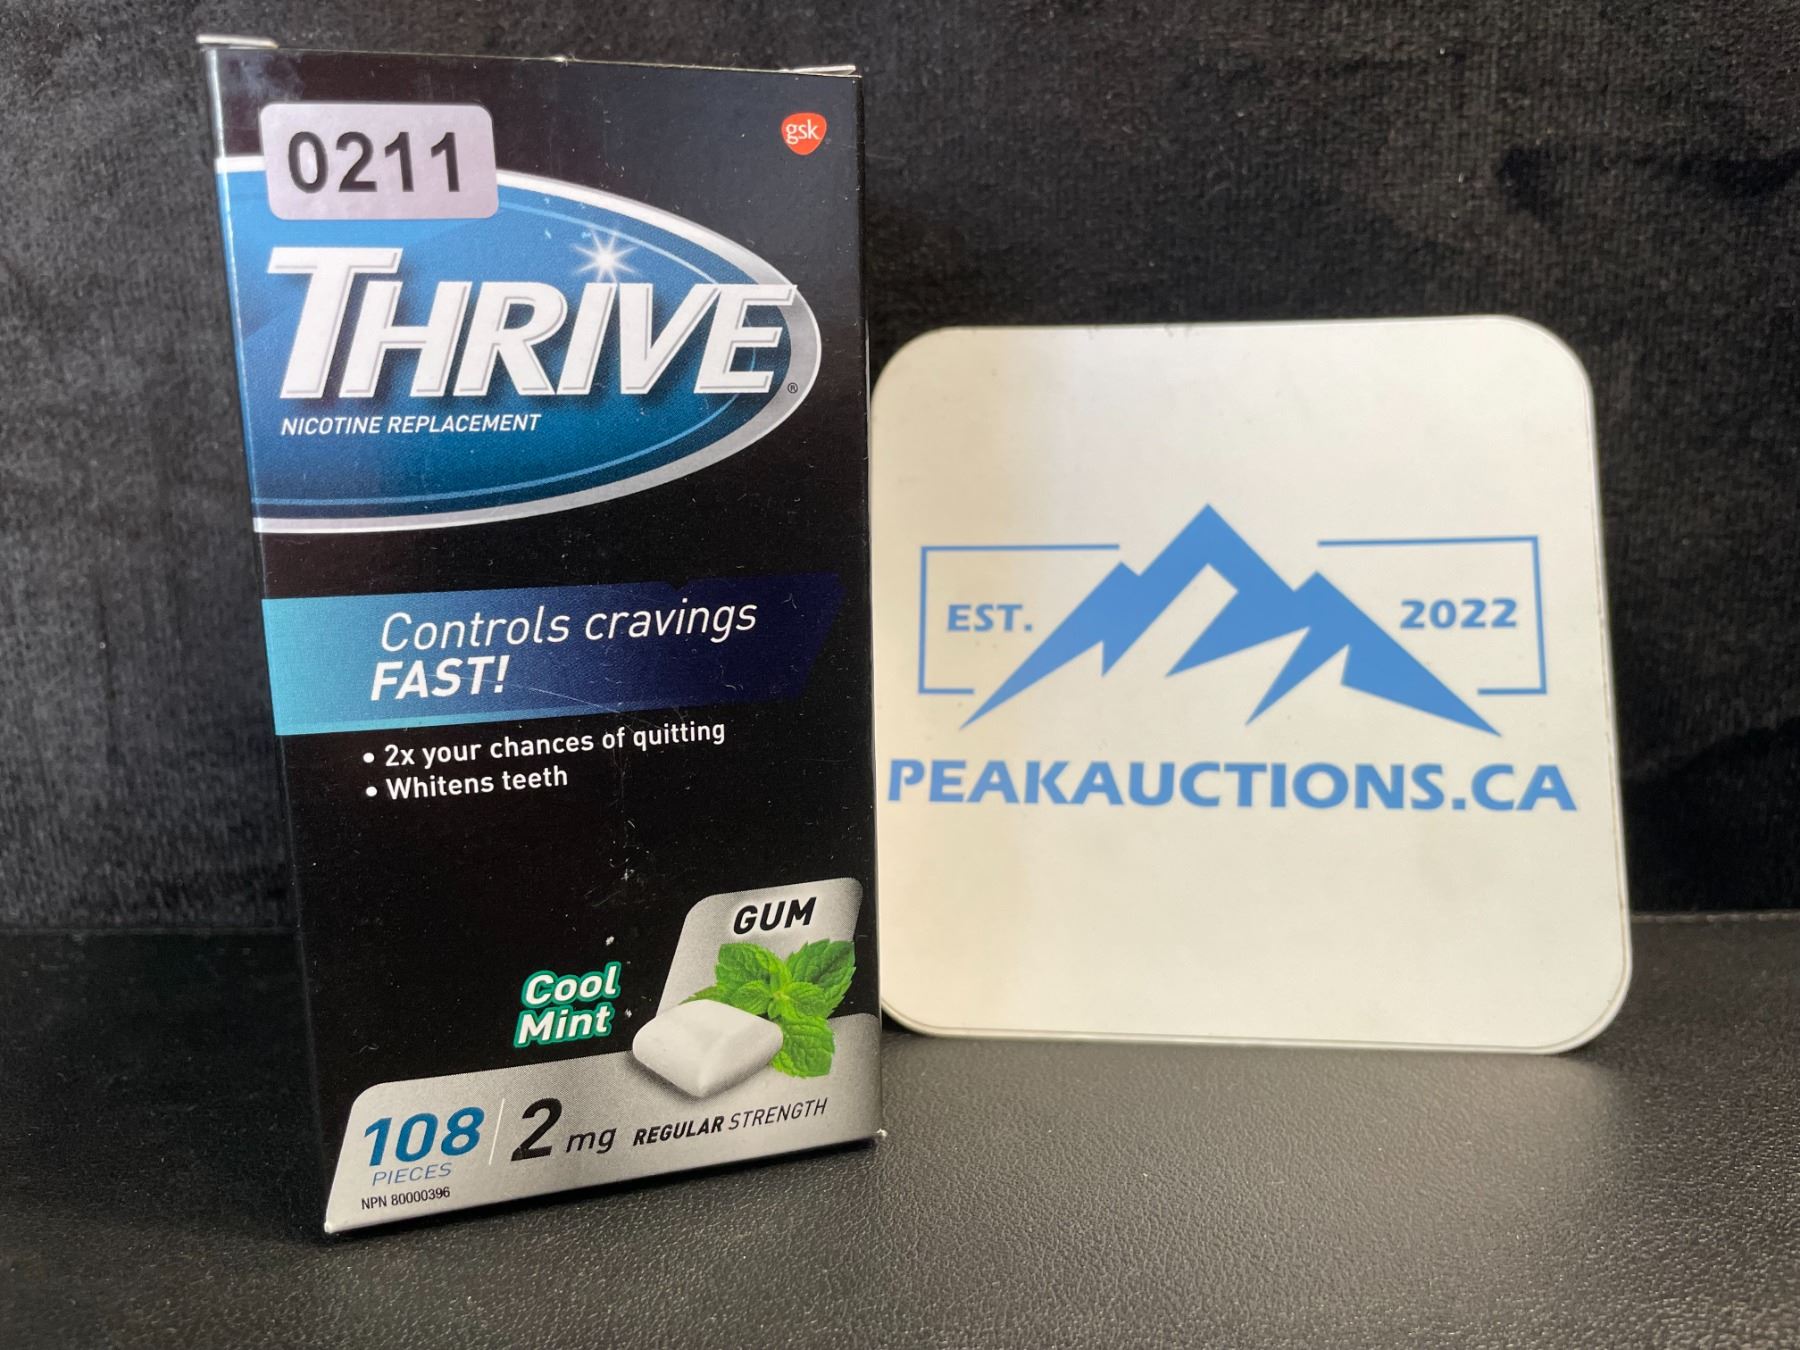 0211
gsk
THRIVE®
NICOTINE REPLACEMENT
Controls cravings
FAST!
• 2x your chances of quitting
• Whitens teeth
GUM
Cool
Mint
108
PIECES
2 mg REGULAR STRENGTH
NPN 80000396
EST. 2022
PEAKAUCTIONS.CA